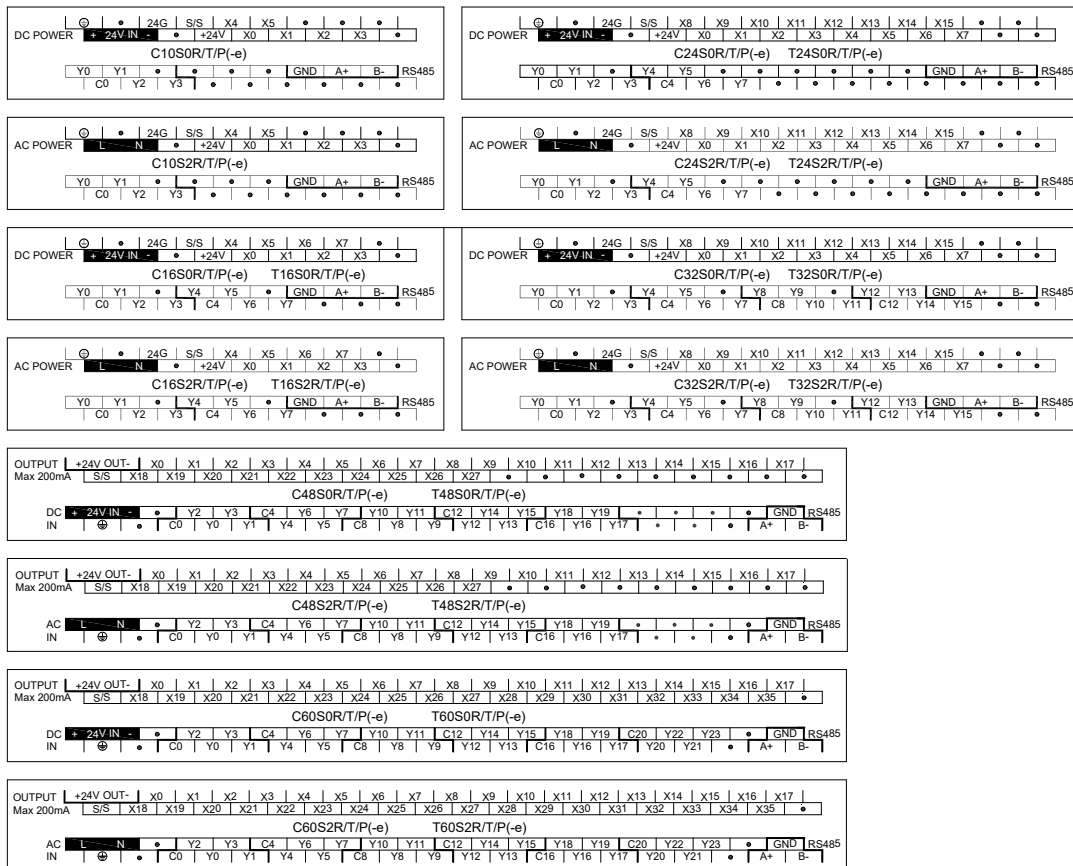 24G S/S X4 X5
DC POWER + 24V IN - +24V X0 X1 X2 X3
C10S0R/T/P(-e)
Y0 Y1 Y4 GND A+ B- RS485
C0 Y2 Y3
24G S/S X8 X9 X10 X11 X12 X13 X14 X15
DC POWER + 24V IN - +24V X0 X1 X2 X3 X4 X5 X6 X7
C24S0R/T/P(-e) T24S0R/T/P(-e)
Y0 Y1 Y4 Y5 GND A+ B- RS485
C0 Y2 Y3 C4 Y6 Y7
24G S/S X4 X5
AC POWER L N +24V X0 X1 X2 X3
C10S2R/T/P(-e)
Y0 Y1 GND A+ B- RS485
C0 Y2 Y3
24G S/S X8 X9 X10 X11 X12 X13 X14 X15
AC POWER L N +24V X0 X1 X2 X3 X4 X5 X6 X7
C24S2R/T/P(-e) T24S2R/T/P(-e)
Y0 Y1 Y4 Y5 GND A+ B- RS485
C0 Y2 Y3 C4 Y6 Y7
24G S/S X4 X5 X6 X7
DC POWER + 24V IN - +24V X0 X1 X2 X3
C16S0R/T/P(-e) T16S0R/T/P(-e)
Y0 Y1 Y4 Y5 GND A+ B- RS485
C0 Y2 Y3 C4 Y6 Y7
24G S/S X8 X9 X10 X11 X12 X13 X14 X15
DC POWER + 24V IN - +24V X0 X1 X2 X3 X4 X5 X6 X7
C32S0R/T/P(-e) T32S0R/T/P(-e)
Y0 Y1 Y4 Y5 Y8 Y9 Y12 Y13 GND A+ B- RS485
C0 Y2 Y3 C4 Y6 Y7 C8 Y10 Y11 C12 Y14 Y15
24G S/S X4 X5 X6 X7
AC POWER L N +24V X0 X1 X2 X3
C16S2R/T/P(-e) T16S2R/T/P(-e)
Y0 Y1 Y4 Y5 GND A+ B- RS485
C0 Y2 Y3 C4 Y6 Y7
24G S/S X8 X9 X10 X11 X12 X13 X14 X15
AC POWER L N +24V X0 X1 X2 X3 X4 X5 X6 X7
C32S2R/T/P(-e) T32S2R/T/P(-e)
Y0 Y1 Y4 Y5 Y8 Y9 Y12 Y13 GND A+ B- RS485
C0 Y2 Y3 C4 Y6 Y7 C8 Y10 Y11 C12 Y14 Y15
OUTPUT +24V OUT- X0 X1 X2 X3 X4 X5 X6 X7 X8 X9 X10 X11 X12 X13 X14 X15 X16 X17
Max 200mA S/S X18 X19 X20 X21 X22 X23 X24 X25 X26 X27
C48S0R/T/P(-e) T48S0R/T/P(-e)
DC + 24V IN - Y2 Y3 C4 Y6 Y7 Y10 Y11 C12 Y14 Y15 Y18 Y19 GND RS485
IN C0 Y0 Y1 Y4 Y5 C8 Y8 Y9 Y12 Y13 C16 Y16 Y17 A+ B-
OUTPUT +24V OUT- X0 X1 X2 X3 X4 X5 X6 X7 X8 X9 X10 X11 X12 X13 X14 X15 X16 X17
Max 200mA S/S X18 X19 X20 X21 X22 X23 X24 X25 X26 X27
C48S2R/T/P(-e) T48S2R/T/P(-e)
AC L N Y2 Y3 C4 Y6 Y7 Y10 Y11 C12 Y14 Y15 Y18 Y19 GND RS485
IN C0 Y0 Y1 Y4 Y5 C8 Y8 Y9 Y12 Y13 C16 Y16 Y17 A+ B-
OUTPUT +24V OUT- X0 X1 X2 X3 X4 X5 X6 X7 X8 X9 X10 X11 X12 X13 X14 X15 X16 X17
Max 200mA S/S X18 X19 X20 X21 X22 X23 X24 X25 X26 X27 X28 X29 X30 X31 X32 X33 X34 X35
C60S0R/T/P(-e) T60S0R/T/P(-e)
DC + 24V IN - Y2 Y3 C4 Y6 Y7 Y10 Y11 C12 Y14 Y15 Y18 Y19 C20 Y22 Y23 GND RS485
IN C0 Y0 Y1 Y4 Y5 C8 Y8 Y9 Y12 Y13 C16 Y16 Y17 Y20 Y21 A+ B-
OUTPUT +24V OUT- X0 X1 X2 X3 X4 X5 X6 X7 X8 X9 X10 X11 X12 X13 X14 X15 X16 X17
Max 200mA S/S X18 X19 X20 X21 X22 X23 X24 X25 X26 X27 X28 X29 X30 X31 X32 X33 X34 X35
C60S2R/T/P(-e) T60S2R/T/P(-e)
AC L N Y2 Y3 C4 Y6 Y7 Y10 Y11 C12 Y14 Y15 Y18 Y19 C20 Y22 Y23 GND RS485
IN C0 Y0 Y1 Y4 Y5 C8 Y8 Y9 Y12 Y13 C16 Y16 Y17 Y20 Y21 A+ B-